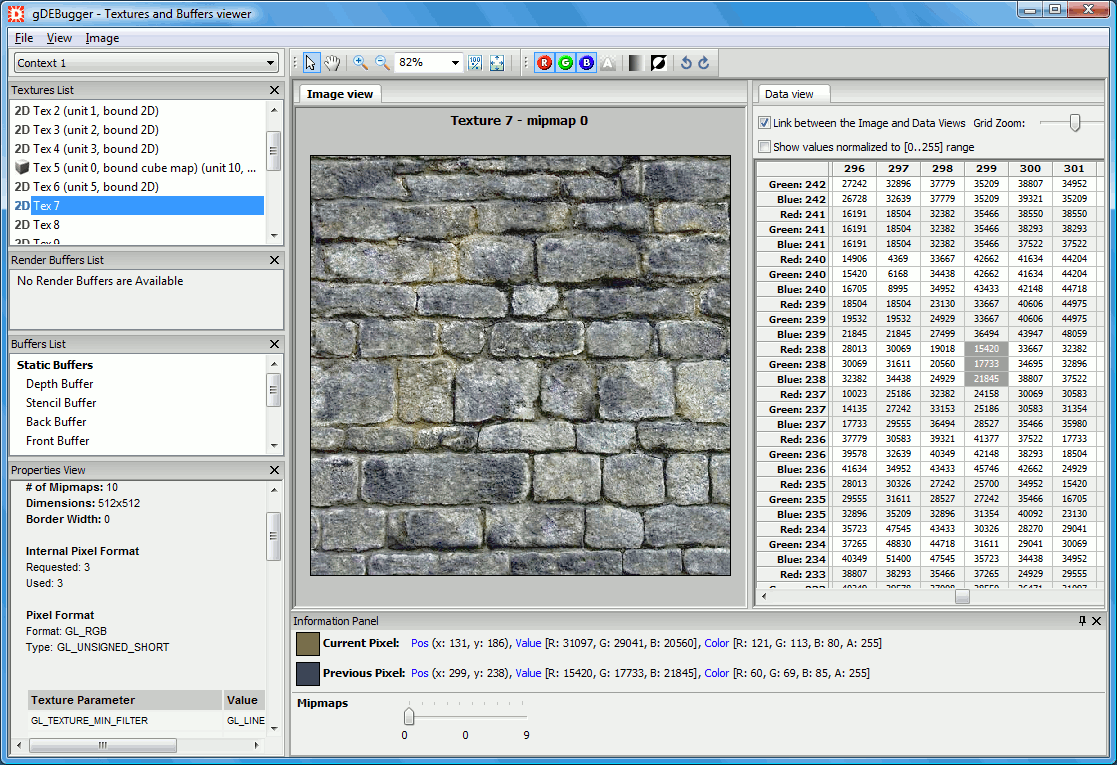 gDEBugger - Textures and Buffers viewer
File View Image
Context 1
82%
100 %
R G B A
Textures List
2D Tex 2 (unit 1, bound 2D)
2D Tex 3 (unit 2, bound 2D)
2D Tex 4 (unit 3, bound 2D)
Tex 5 (unit 0, bound cube map) (unit 10, ...
2D Tex 6 (unit 5, bound 2D)
2D Tex 7
2D Tex 8
2D Tex 9
Render Buffers List
No Render Buffers are Available
Buffers List
Static Buffers
Depth Buffer
Stencil Buffer
Back Buffer
Front Buffer
Properties View
# of Mipmaps: 10
Dimensions: 512x512
Border Width: 0
Internal Pixel Format
Requested: 3
Used: 3
Pixel Format
Format: GL_RGB
Type: GL_UNSIGNED_SHORT
Texture Parameter Value
GL_TEXTURE_MIN_FILTER GL_LINE
Image view
Texture 7 - mipmap 0
Data view
Link between the Image and Data Views Grid Zoom:
Show values normalized to [0..255] range
296 297 298 299 300 301
Green: 242 27242 32896 37779 35209 38807 34952
Blue: 242 26728 32639 37779 35209 39321 35209
Red: 241 16191 18504 32382 35466 38550 38550
Green: 241 16191 18504 32382 35466 38293 38293
Blue: 241 16191 18504 32382 35466 37522 37522
Red: 240 14906 4369 33667 42662 41634 44204
Green: 240 15420 6168 34438 42662 41634 44204
Blue: 240 16705 8995 34952 43433 42148 44718
Red: 239 18504 18504 23130 33667 40606 44975
Green: 239 19532 19532 24929 33667 40606 44975
Blue: 239 21845 21845 27499 36494 43947 48059
Red: 238 28013 30069 19018 15420 33667 32382
Green: 238 30069 31611 20560 17733 34695 32896
Blue: 238 32382 34438 24929 21845 38807 37522
Red: 237 10023 25186 32382 24158 30069 30583
Green: 237 14135 27242 33153 25186 30583 31354
Blue: 237 17733 29555 36494 28527 35466 35980
Red: 236 37779 30583 39321 41377 37522 17733
Green: 236 39578 32639 40349 42148 38293 18504
Blue: 236 41634 34952 43433 45746 42662 24929
Red: 235 28013 30326 27242 25700 34952 15420
Green: 235 29555 31611 28527 27242 35466 16705
Blue: 235 32896 35209 32896 31354 40092 23130
Red: 234 35723 47545 43433 30326 28270 29041
Green: 234 37265 48830 44718 31611 29041 30069
Blue: 234 40349 51400 47545 35723 34438 34952
Red: 233 38807 38293 35466 37265 24929 29555
Information Panel
Current Pixel: Pos (x: 131, y: 186), Value [R: 31097, G: 29041, B: 20560], Color [R: 121, G: 113, B: 80, A: 255]
Previous Pixel: Pos (x: 299, y: 238), Value [R: 15420, G: 17733, B: 21845], Color [R: 60, G: 69, B: 85, A: 255]
Mipmaps
0 0 9